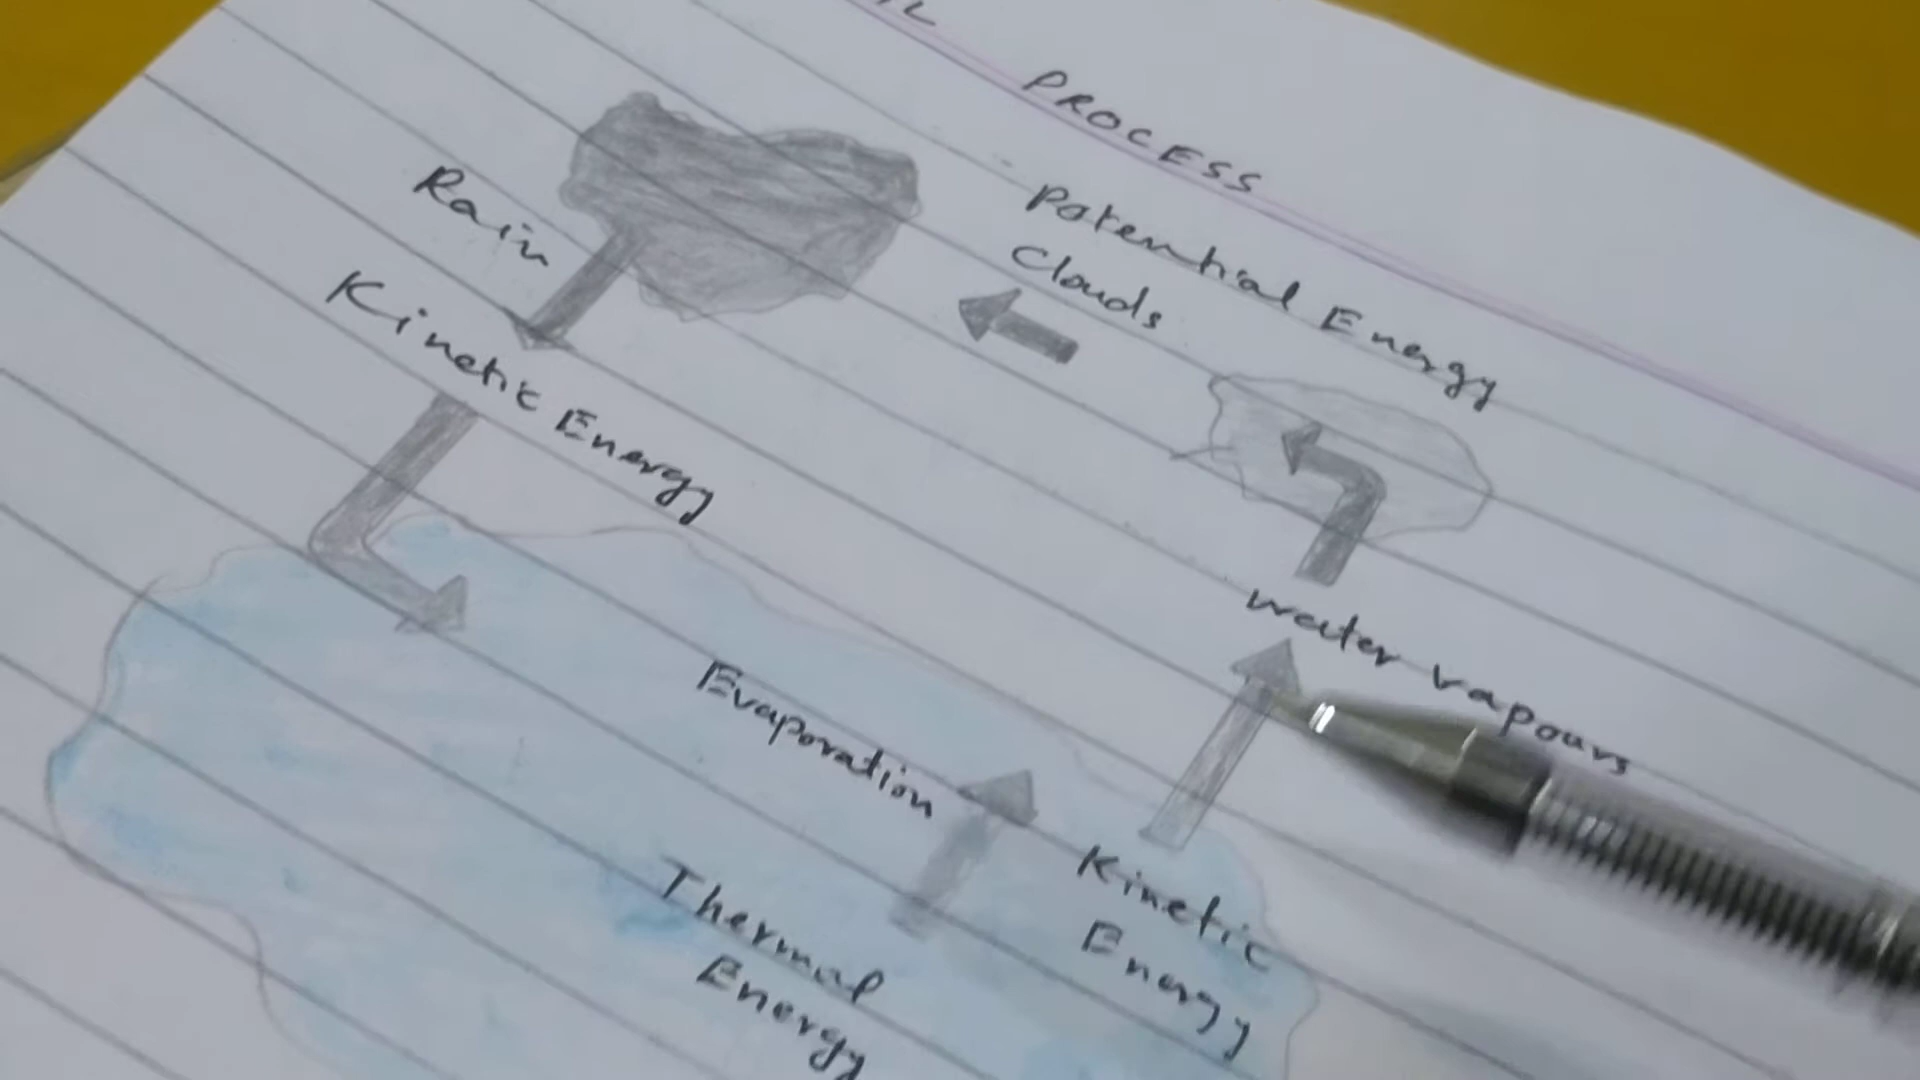 PROCESS
Potential Energy
Clouds
Rain
Kinetic Energy
water vapours
Evaporation
Kinetic
Energy
Thermal
Energy